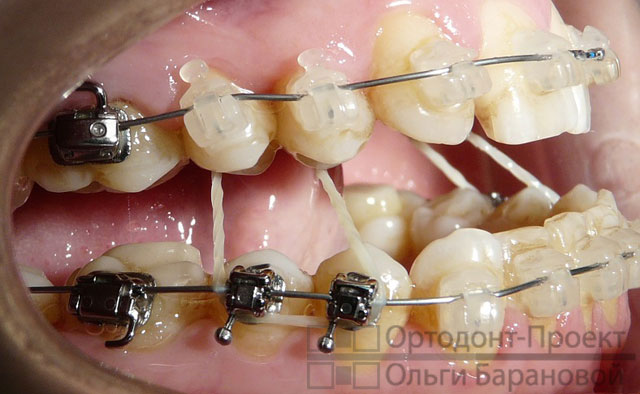 Ортодонт-Проект
Ольги Барановой